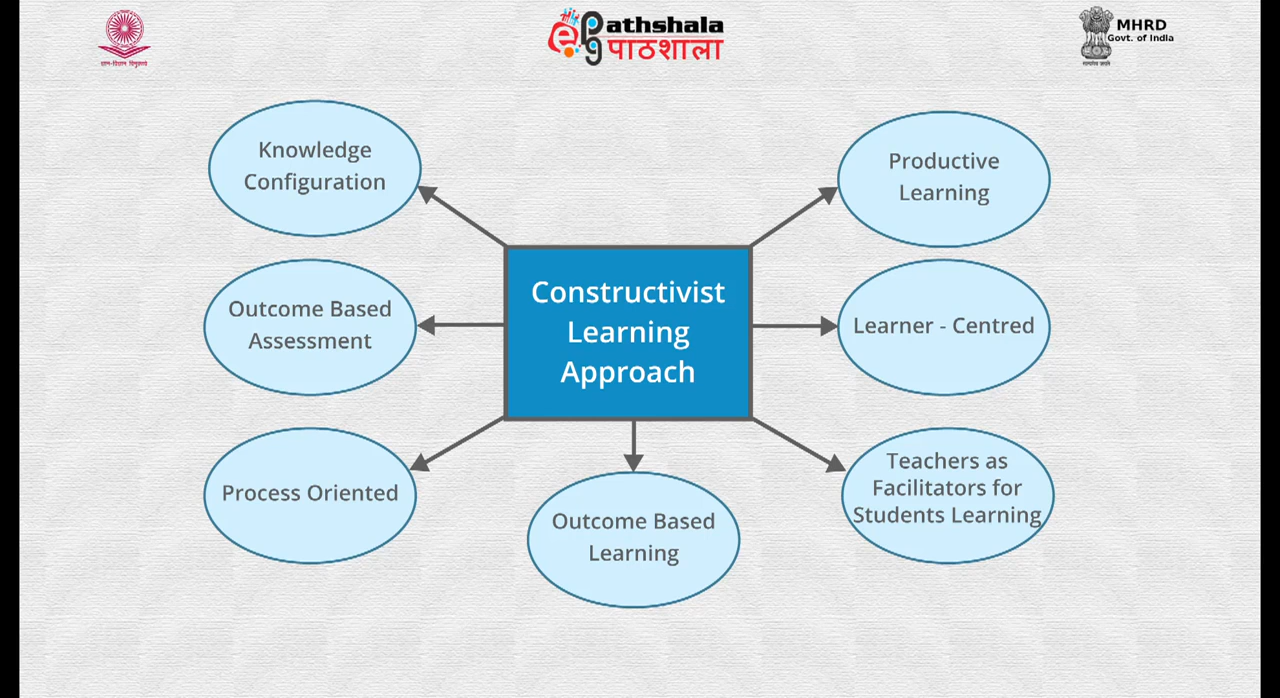 Pathshala
पाठशाला
MHRD
Govt. of India
Knowledge
Configuration
Productive
Learning
Outcome Based
Assessment
Constructivist
Learning
Approach
Learner - Centred
Process Oriented
Outcome Based
Learning
Teachers as
Facilitators for
Students Learning